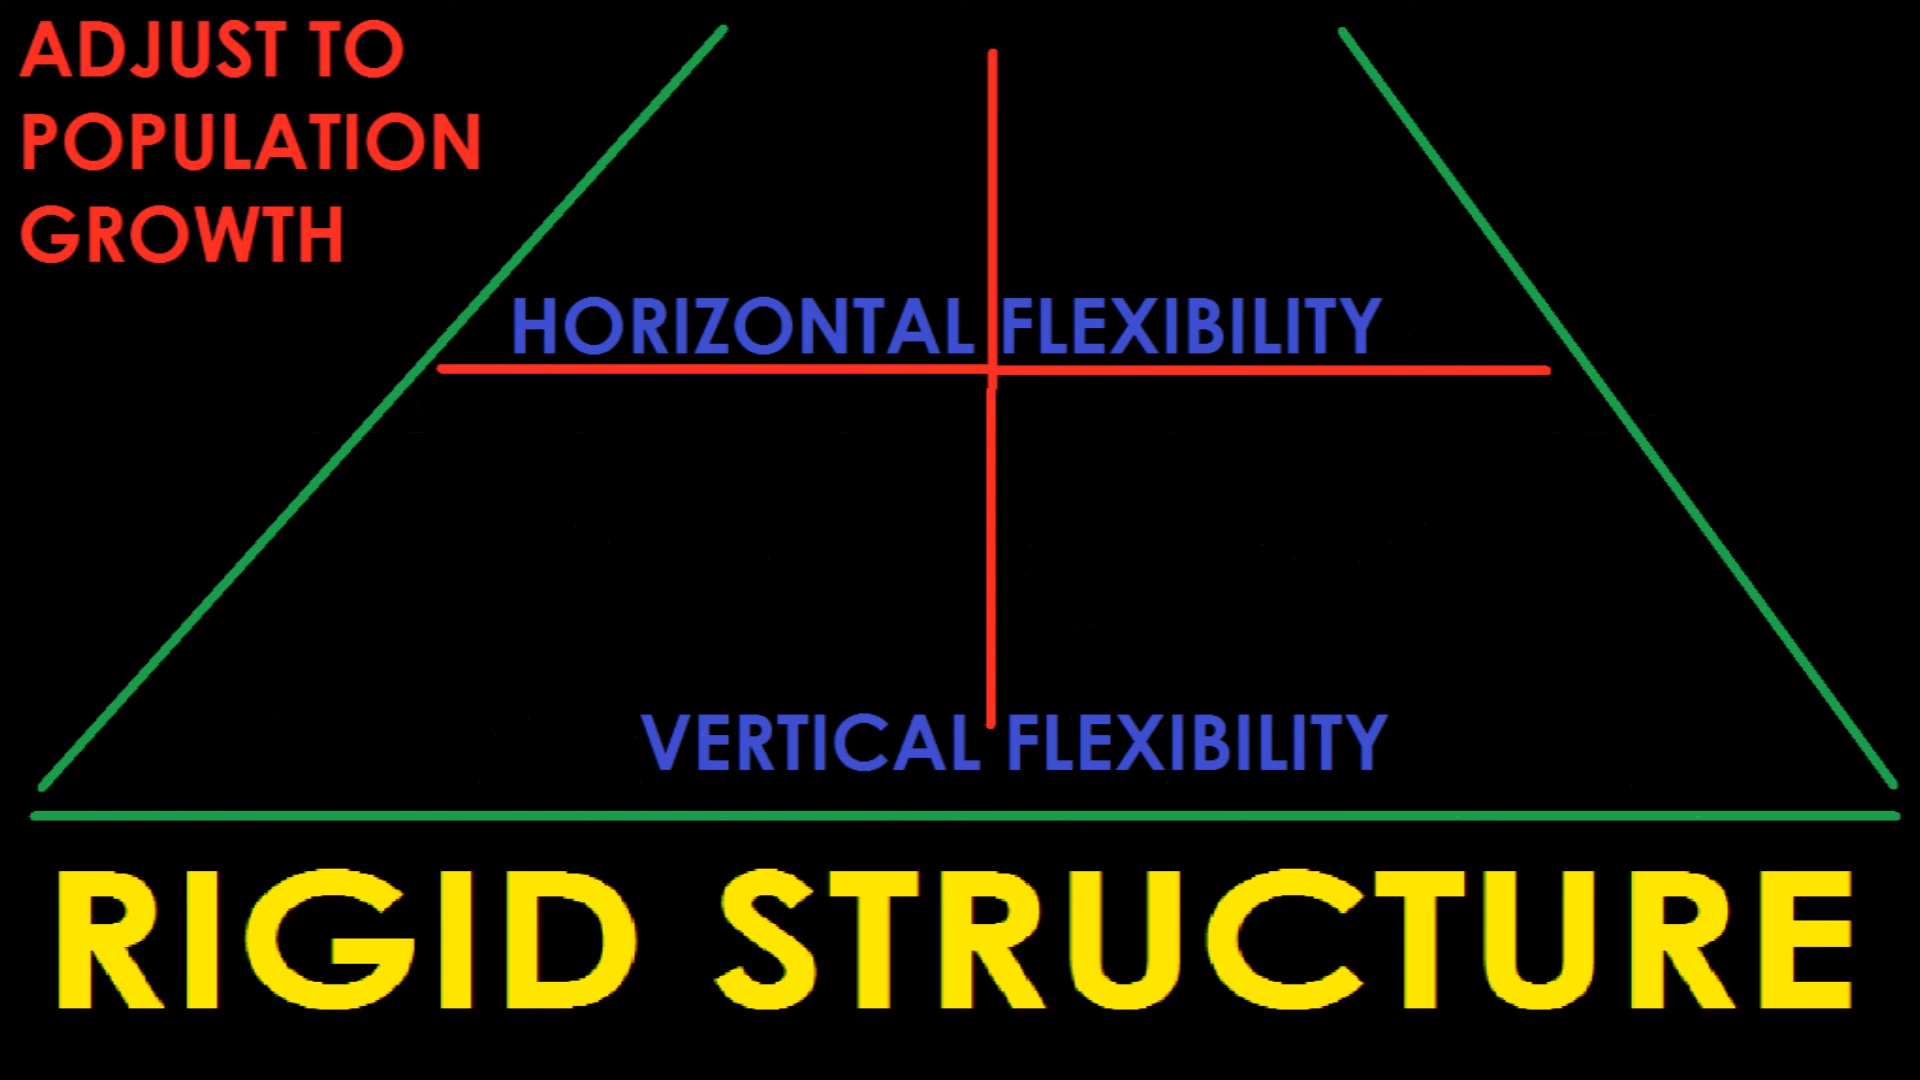 ADJUST TO
POPULATION
GROWTH
HORIZONTAL FLEXIBILITY
VERTICAL FLEXIBILITY
RIGID STRUCTURE